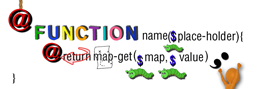 @FUNCTION name($place-holder){
@return map-get($map, $value)
}